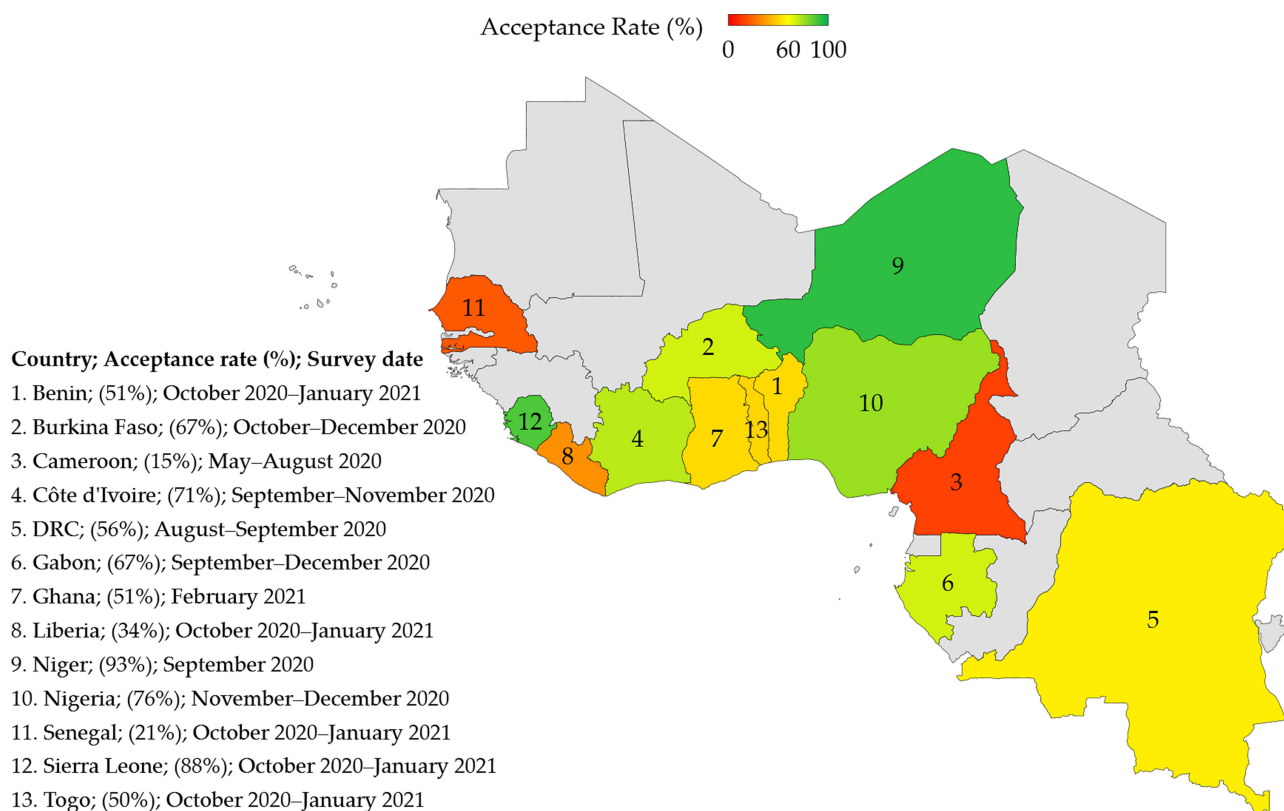 Acceptance Rate (%)
0 60 100
9
11
2
1
10
12
4
7
13
8
3
6
5
Country; Acceptance rate (%); Survey date
1. Benin; (51%); October 2020–January 2021
2. Burkina Faso; (67%); October–December 2020
3. Cameroon; (15%); May–August 2020
4. Côte d'Ivoire; (71%); September–November 2020
5. DRC; (56%); August–September 2020
6. Gabon; (67%); September–December 2020
7. Ghana; (51%); February 2021
8. Liberia; (34%); October 2020–January 2021
9. Niger; (93%); September 2020
10. Nigeria; (76%); November–December 2020
11. Senegal; (21%); October 2020–January 2021
12. Sierra Leone; (88%); October 2020–January 2021
13. Togo; (50%); October 2020–January 2021